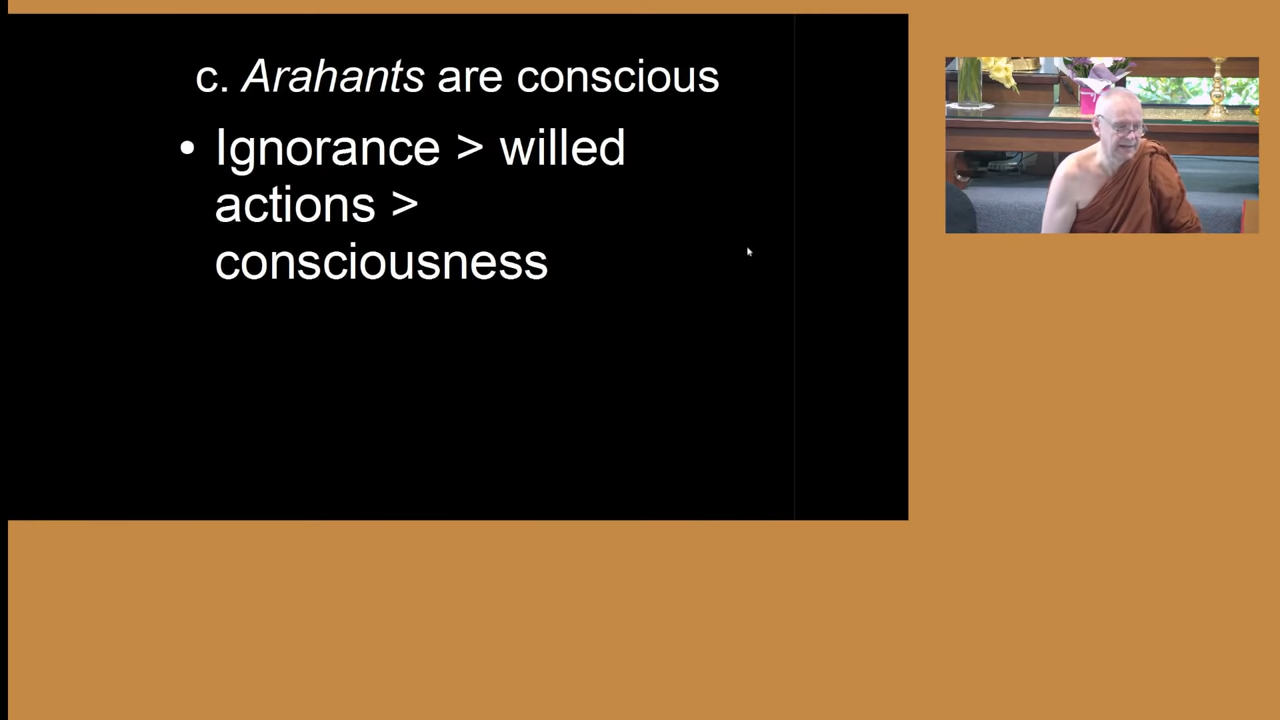 c. Arahants are conscious
• Ignorance > willed
actions >
consciousness